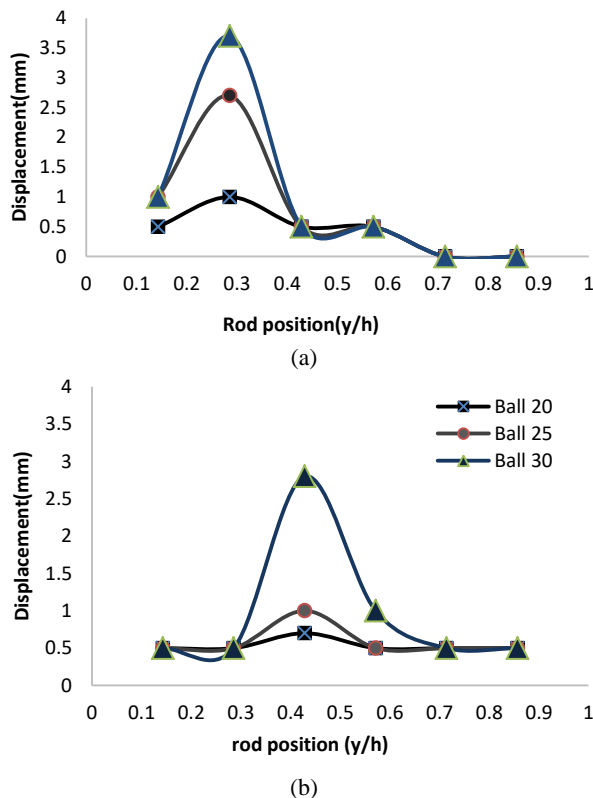 4
3.5
3
2.5
2
1.5
1
0.5
0
Displacement(mm)
0 0.1 0.2 0.3 0.4 0.5 0.6 0.7 0.8 0.9 1
Rod position(y/h)
(a)
4
3.5
3
2.5
2
1.5
1
0.5
0
Displacement(mm)
Ball 20
Ball 25
Ball 30
0 0.1 0.2 0.3 0.4 0.5 0.6 0.7 0.8 0.9 1
rod position (y/h)
(b)